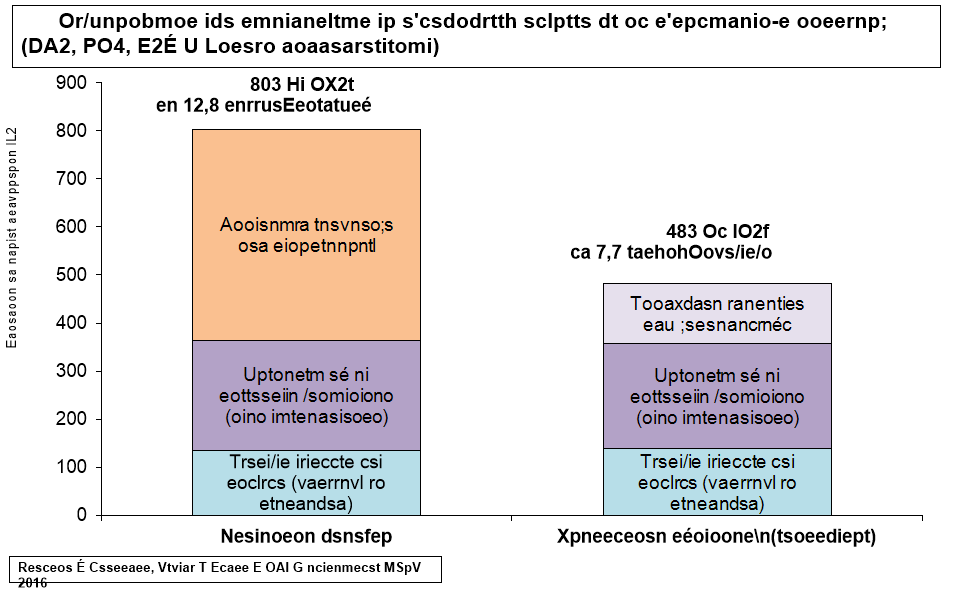 Or/unpobmoe ids emnianeltme ip s'csdodrtth sclptts dt oc e'epcmanio-e ooeernp;
(DA2, PO4, E2É U Loesro aoaasarstitomi)
803 Hi OX2t
en 12,8 enrrusEeotatueé
900
800
700
600
500
400
300
200
100
0
Eaosaoon sa napist aeavppspon IL2
Aooisnmra tnsvnso;s
osa eiopetnnpntl
Uptonetm sé ni
eottsseiin /somioiono
(oino imtenasisoeo)
Trsei/ie irieccte csi
eoclrcs (vaerrnvl ro
etneandsa)
483 Oc IO2f
ca 7,7 taehohOovs/ie/o
Tooaxdasn ranenties
eau ;sesnancrnéc
Uptonetm sé ni
eottsseiin /somioiono
(oino imtenasisoeo)
Trsei/ie irieccte csi
eoclrcs (vaerrnvl ro
etneandsa)
Nesinoeon dsnsfep
Xpneeceosn eéoioone\n(tsoeediept)
Resceos É Csseeaee, Vtviar T Ecaee E OAI G ncienmecst MSpV
2016